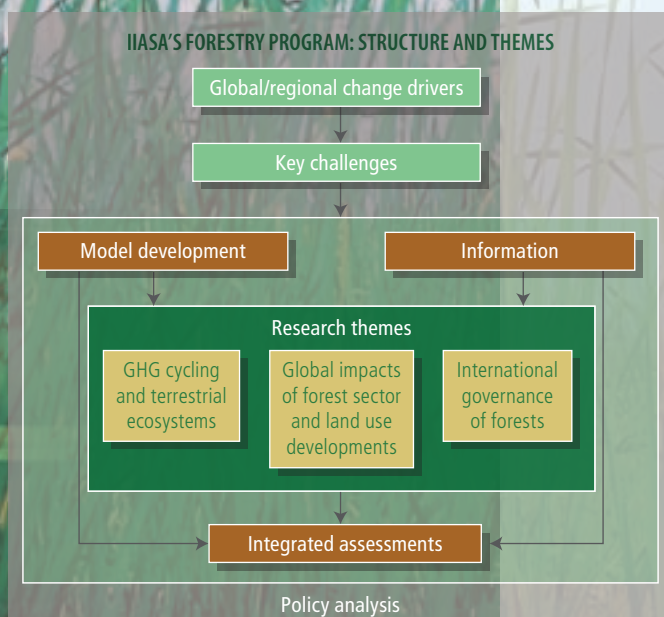 IIASA'S FORESTRY PROGRAM: STRUCTURE AND THEMES
Global/regional change drivers
Key challenges
Model development
Information
Research themes
GHG cycling
and terrestrial
ecosystems
Global impacts
of forest sector
and land use
developments
International
governance
of forests
Integrated assessments
Policy analysis